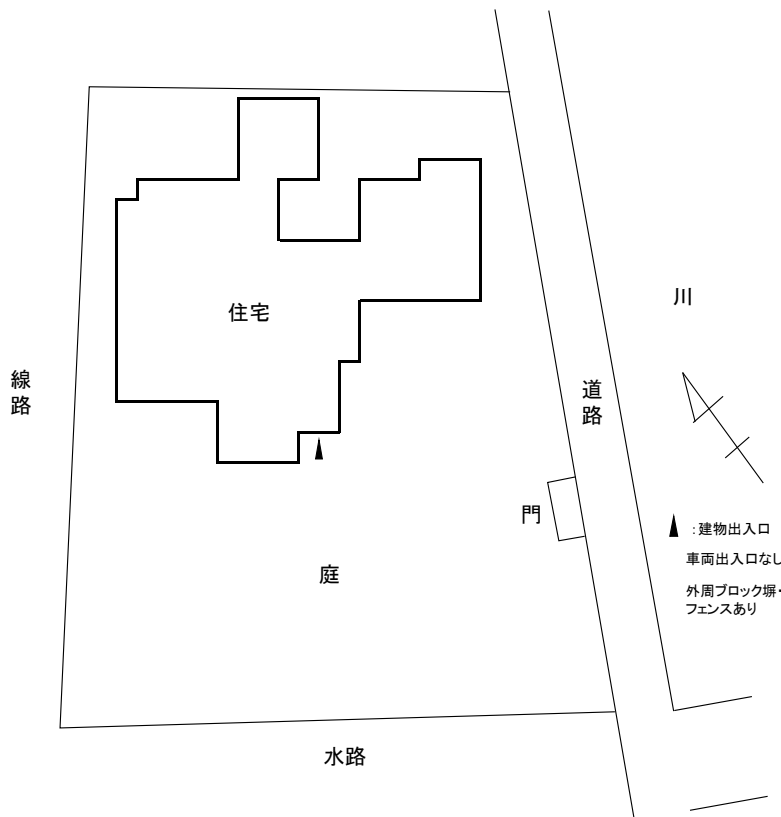 住宅
川
線路
道路
門
▲ :建物出入口
車両出入口なし
外周ブロック塀・
フェンスあり
庭
水路